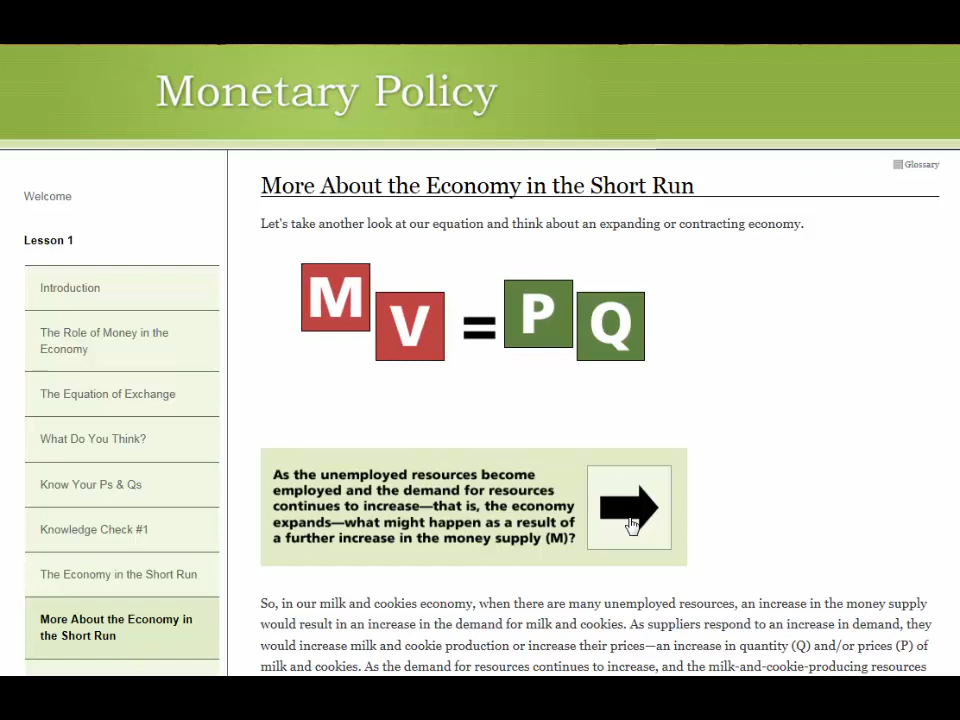 Monetary Policy
Glossary
More About the Economy in the Short Run
Welcome
Let's take another look at our equation and think about an expanding or contracting economy.
Lesson 1
Introduction
The Role of Money in the
Economy
The Equation of Exchange
What Do You Think?
Know Your Ps & Qs
Knowledge Check #1
The Economy in the Short Run
More About the Economy in
the Short Run
M V = P Q
As the unemployed resources become
employed and the demand for resources
continues to increase—that is, the economy
expands—what might happen as a result of
a further increase in the money supply (M)?
So, in our milk and cookies economy, when there are many unemployed resources, an increase in the money supply
would result in an increase in the demand for milk and cookies. As suppliers respond to an increase in demand, they
would increase milk and cookie production or increase their prices—an increase in quantity (Q) and/or prices (P) of
milk and cookies. As the demand for resources continues to increase, and the milk-and-cookie-producing resources